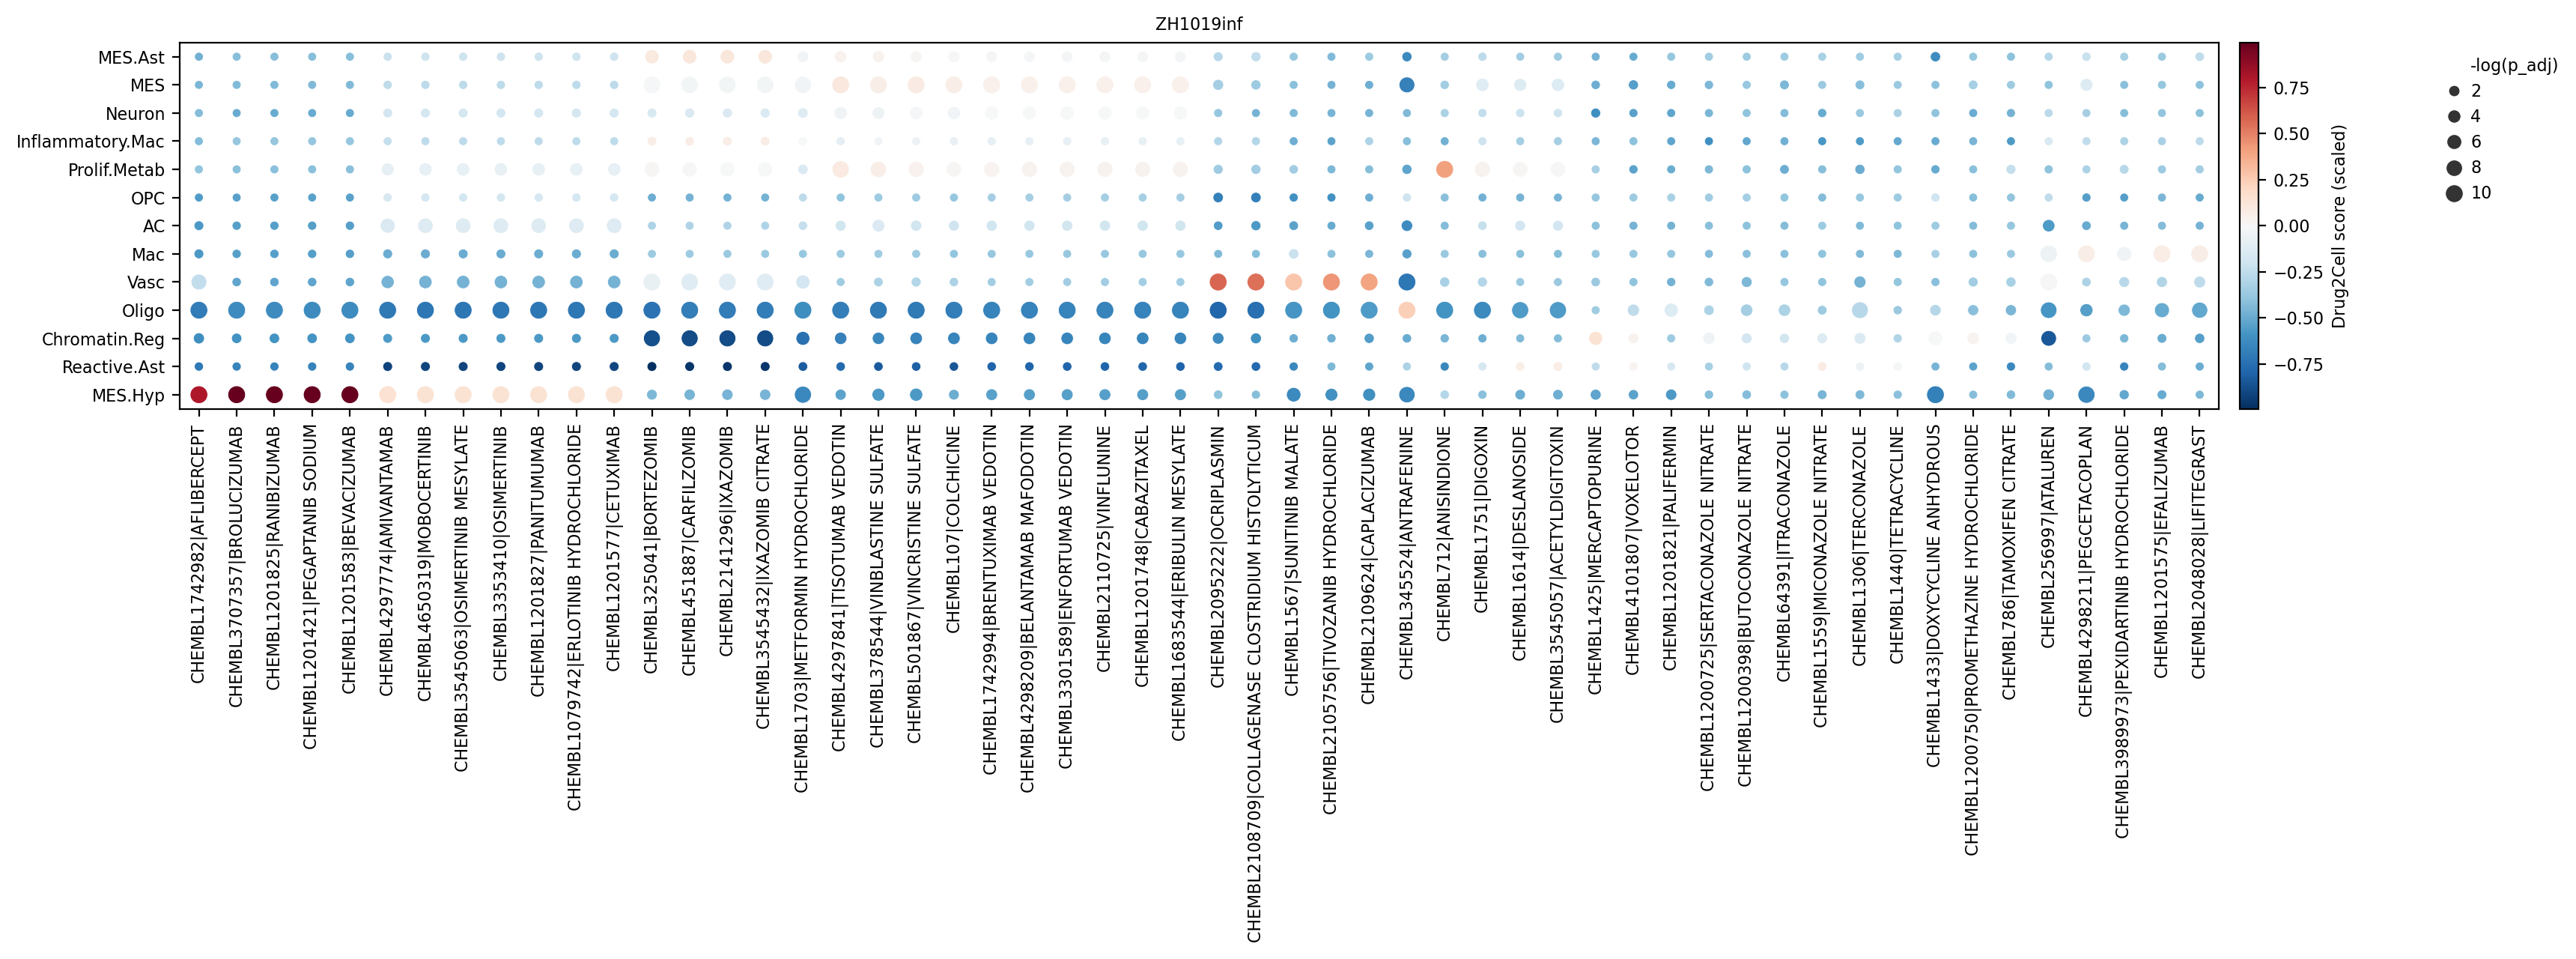 ZH1019inf
MES.Ast
MES
Neuron
Inflammatory.Mac
Prolif.Metab
OPC
AC
Mac
Vasc
Oligo
Chromatin.Reg
Reactive.Ast
MES.Hyp
CHEMBL1742982|AFLIBERCEPT
CHEMBL3707357|BROLUCIZUMAB
CHEMBL1201825|RANIBIZUMAB
CHEMBL1201421|PEGAPTANIB SODIUM
CHEMBL1201583|BEVACIZUMAB
CHEMBL4297774|AMIVANTAMAB
CHEMBL4650319|MOBOCERTINIB
CHEMBL3545063|OSIMERTINIB MESYLATE
CHEMBL3353410|OSIMERTINIB
CHEMBL1201827|PANITUMUMAB
CHEMBL1079742|ERLOTINIB HYDROCHLORIDE
CHEMBL1201577|CETUXIMAB
CHEMBL325041|BORTEZOMIB
CHEMBL451887|CARFILZOMIB
CHEMBL2141296|IXAZOMIB
CHEMBL3545432|IXAZOMIB CITRATE
CHEMBL1703|METFORMIN HYDROCHLORIDE
CHEMBL4297841|TISOTUMAB VEDOTIN
CHEMBL378544|VINBLASTINE SULFATE
CHEMBL501867|VINCRISTINE SULFATE
CHEMBL107|COLCHICINE
CHEMBL1742994|BRENTUXIMAB VEDOTIN
CHEMBL4298209|BELANTAMAB MAFODOTIN
CHEMBL3301589|ENFORTUMAB VEDOTIN
CHEMBL2110725|VINFLUNINE
CHEMBL1201748|CABAZITAXEL
CHEMBL1683544|ERIBULIN MESYLATE
CHEMBL2095222|OCRIPLASMIN
CHEMBL2108709|COLLAGENASE CLOSTRIDIUM HISTOLYTICUM
CHEMBL1567|SUNITINIB MALATE
CHEMBL2105756|TIVOZANIB HYDROCHLORIDE
CHEMBL2109624|CAPLACIZUMAB
CHEMBL345524|ANTRAFENINE
CHEMBL712|ANISINDIONE
CHEMBL1751|DIGOXIN
CHEMBL1614|DESLANOSIDE
CHEMBL3545057|ACETYLDIGITOXIN
CHEMBL1425|MERCAPTOPURINE
CHEMBL4101807|VOXELOTOR
CHEMBL1201821|PALIFERMIN
CHEMBL1200725|SERTACONAZOLE NITRATE
CHEMBL1200398|BUTOCONAZOLE NITRATE
CHEMBL64391|ITRACONAZOLE
CHEMBL1559|MICONAZOLE NITRATE
CHEMBL1306|TERCONAZOLE
CHEMBL1440|TETRACYCLINE
CHEMBL1433|DOXYCYCLINE ANHYDROUS
CHEMBL1200750|PROMETHAZINE HYDROCHLORIDE
CHEMBL786|TAMOXIFEN CITRATE
CHEMBL256997|ATALUREN
CHEMBL4298211|PEGCETACOPLAN
CHEMBL3989973|PEXIDARTINIB HYDROCHLORIDE
CHEMBL1201575|EFALIZUMAB
CHEMBL2048028|LIFITEGRAST
0.75
0.50
0.25
0.00
−0.25
−0.50
−0.75
Drug2Cell score (scaled)
-log(p_adj)
2
4
6
8
10